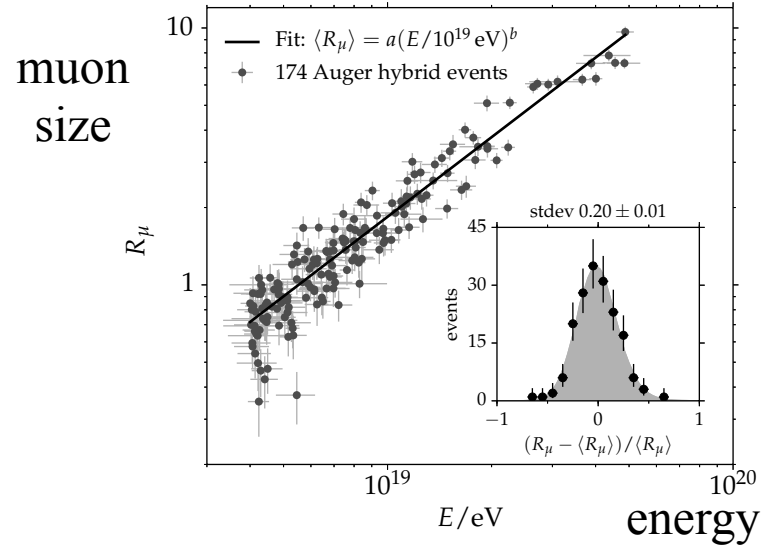 muon
size
10
1
R_μ
Fit: ⟨R_μ⟩ = a(E/10^19 eV)^b
174 Auger hybrid events
stdev 0.20 ± 0.01
45
30
15
0
events
−1
0
1
(R_μ − ⟨R_μ⟩)/⟨R_μ⟩
10^19
10^20
E/eV
energy